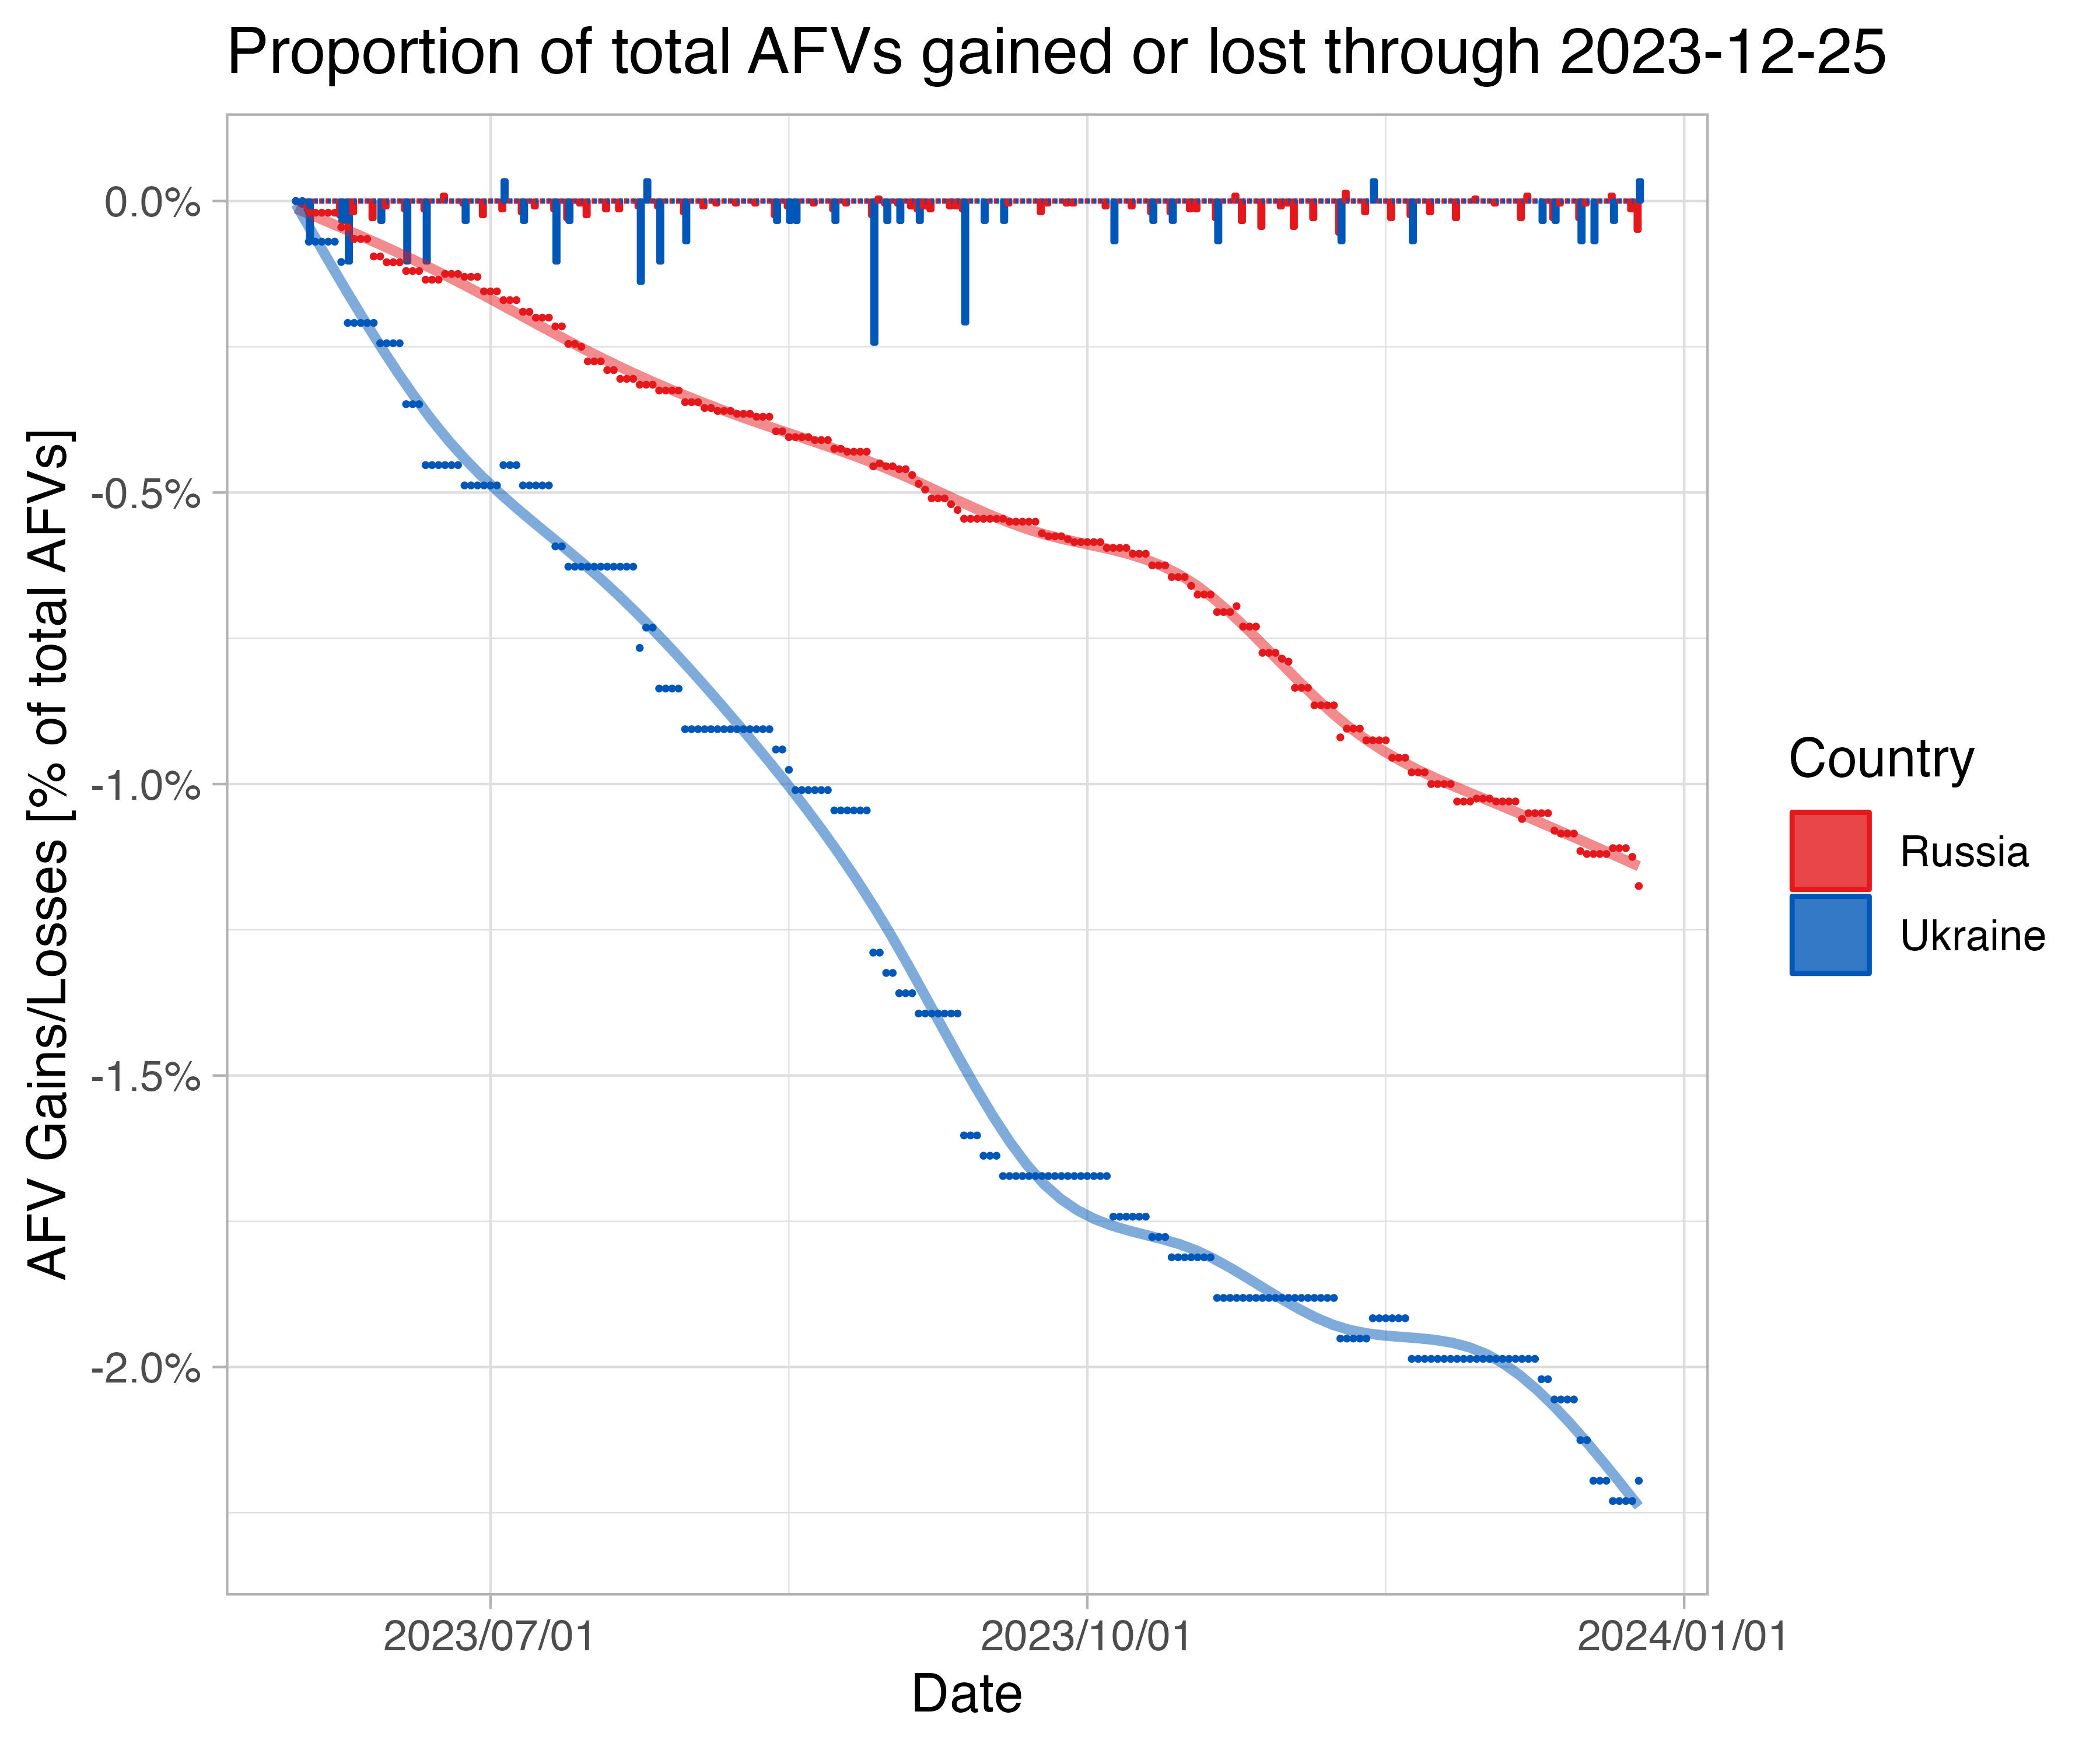 Proportion of total AFVs gained or lost through 2023-12-25
AFV Gains/Losses [% of total AFVs]
0.0%
-0.5%
-1.0%
-1.5%
-2.0%
2023/07/01
2023/10/01
2024/01/01
Date
Country
Russia
Ukraine